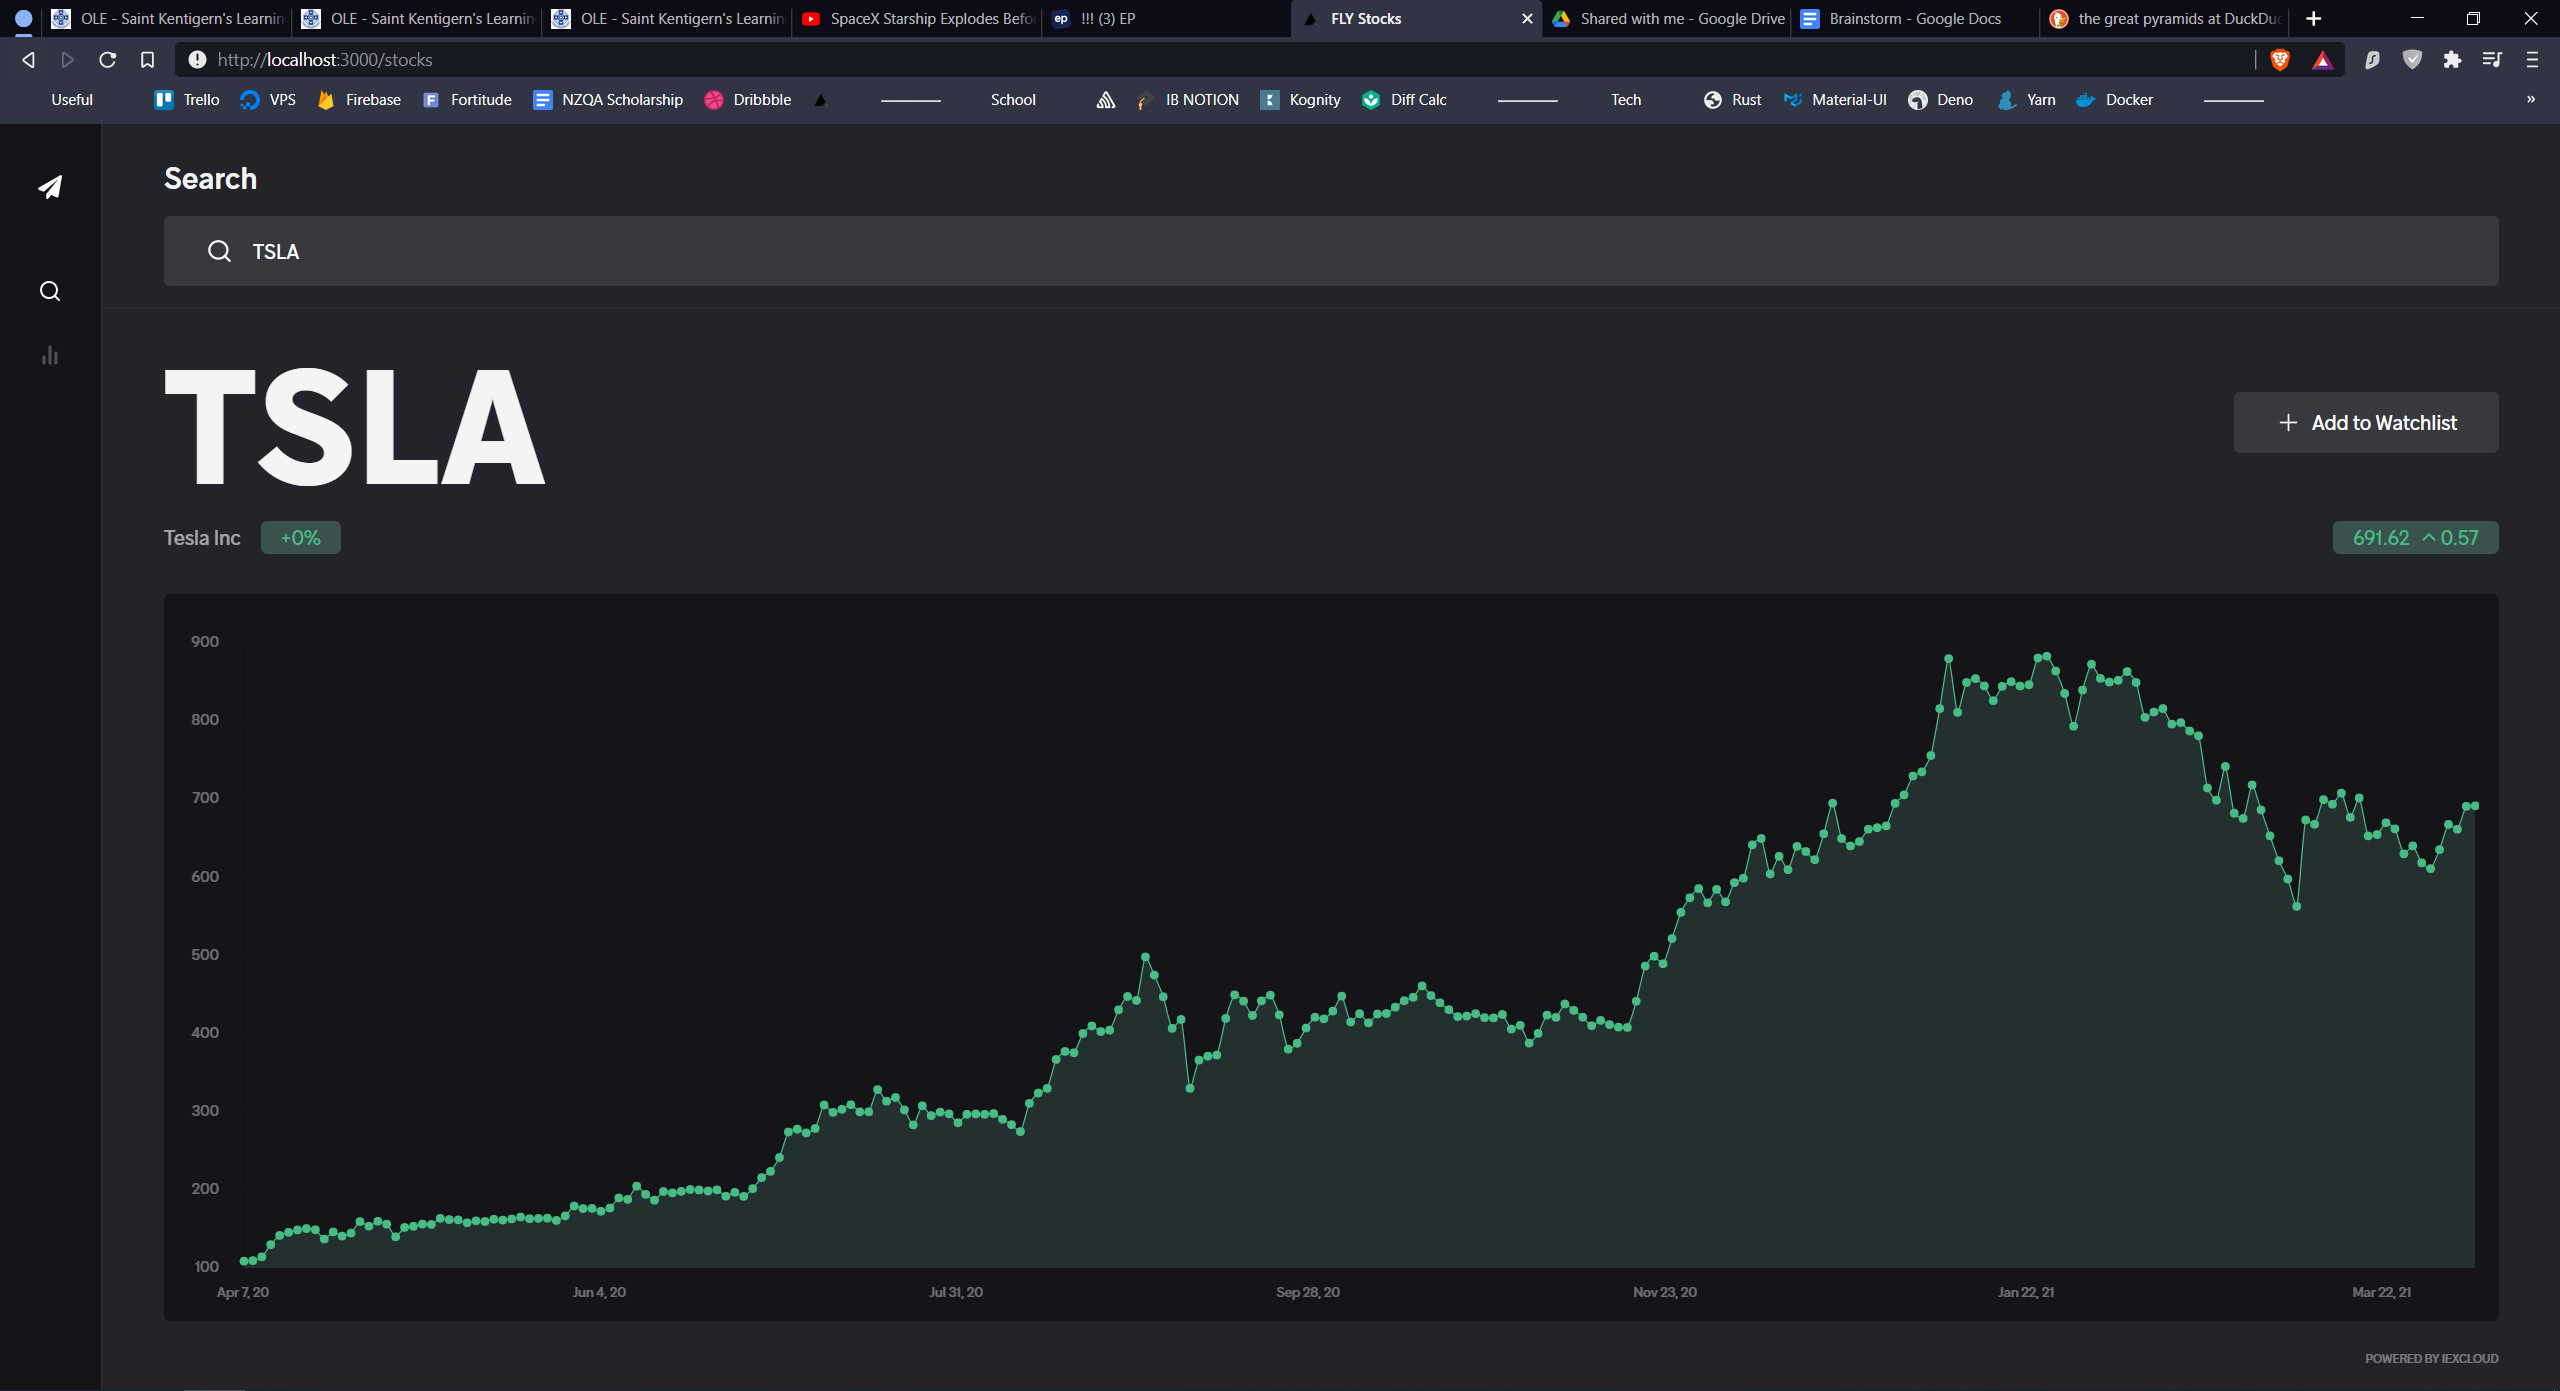 OLE - Saint Kentigern's Learnin
OLE - Saint Kentigern's Learnin
OLE - Saint Kentigern's Learnin
SpaceX Starship Explodes Befo
ep !!! (3) EP
FLY Stocks
Shared with me - Google Drive
Brainstorm - Google Docs
the great pyramids at DuckDuc
http://localhost:3000/stocks
Useful Trello VPS Firebase Fortitude NZQA Scholarship Dribbble School IB NOTION Kognity Diff Calc Tech Rust Material-UI Deno Yarn Docker »
Search
TSLA
TSLA
Add to Watchlist
Tesla Inc +0%
691.62 0.57
900
800
700
600
500
400
300
200
100
Apr 7, 20 Jun 4, 20 Jul 31, 20 Sep 28, 20 Nov 23, 20 Jan 22, 21 Mar 22, 21
POWERED BY IEXCLOUD